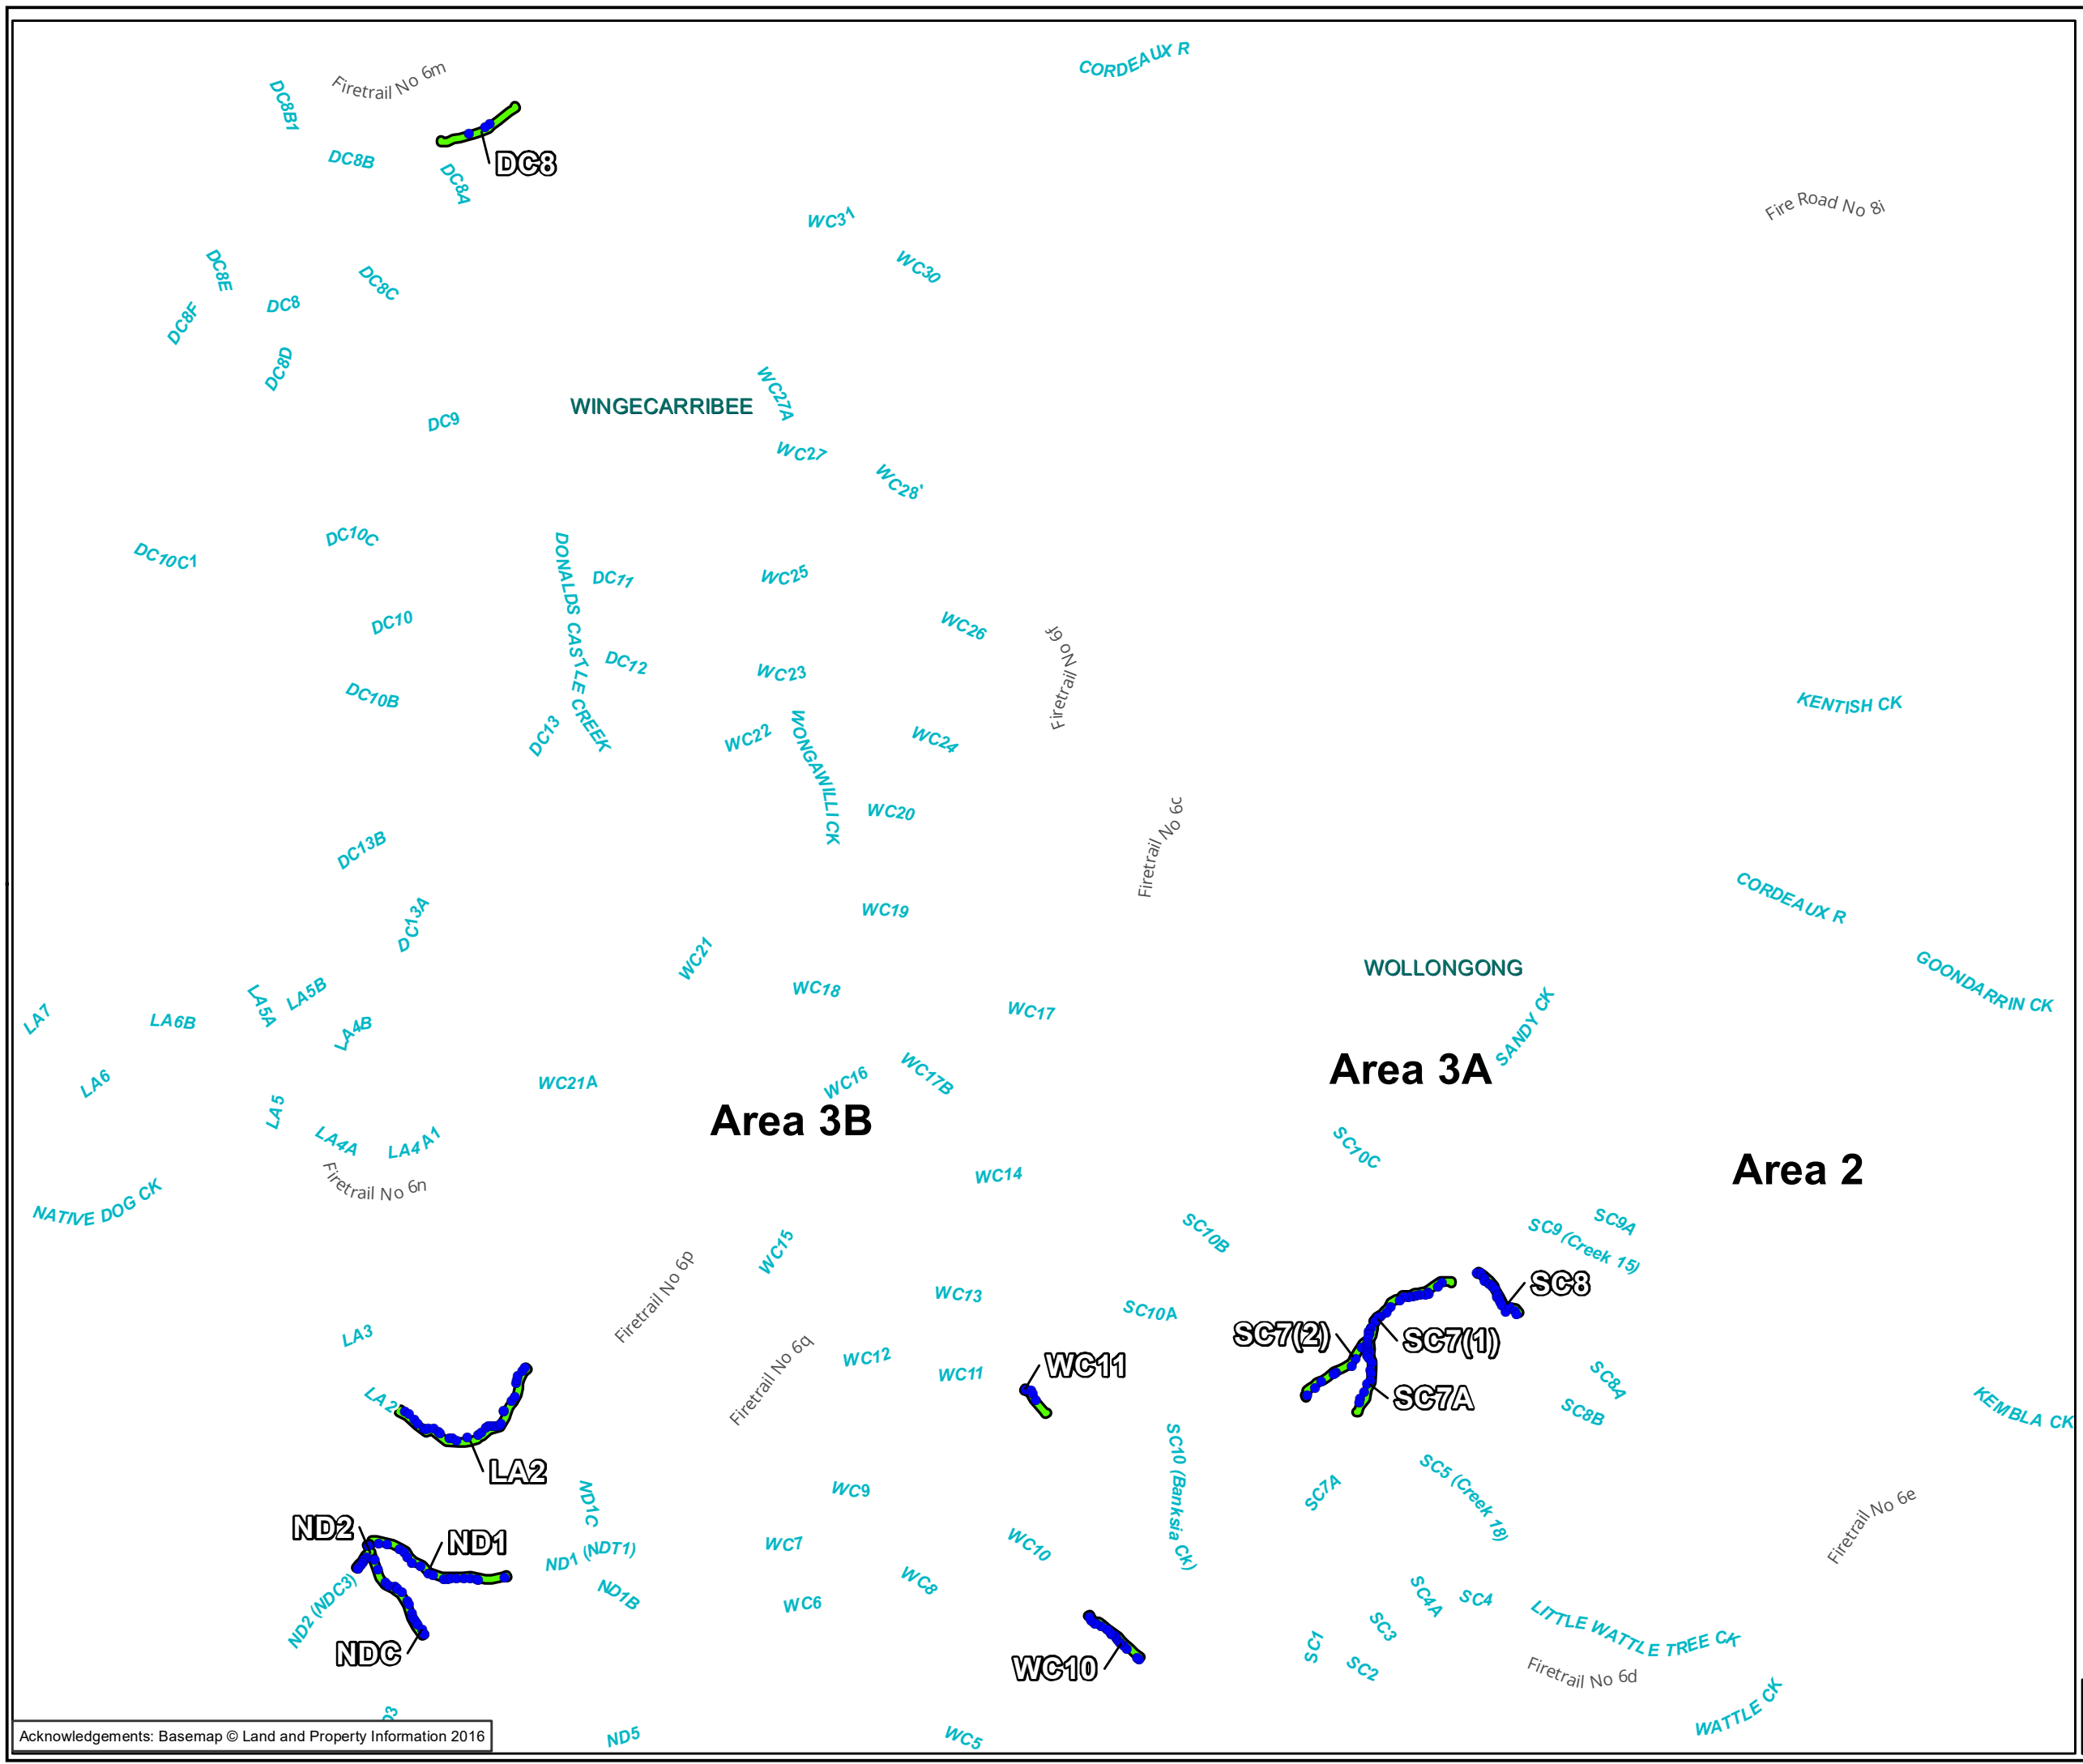 CORDEAUX R
Firetrail No 6m
DC8B1
DC8B
DC8
DC8A
Fire Road No 8i
WC31
WC30
DC8E
DC8C
DC8
DC8F
DC8D
WC27A
WINGECARRIBEE
DC9
WC27
WC28'
DC10C
DC10C1
DONALDS CASTLE CREEK
DC11
WC25
DC10
WC26
Firetrail No 6f
DC12
WC23
DC10B
KENTISH CK
DC13
WC22
WONGAWILLI CK
WC24
WC20
DC13B
Firetrail No 6c
CORDEAUX R
WC19
DC13A
WC21
WOLLONGONG
GOONDARRIN CK
LA5B
LA5A
WC18
WC17
LA7
LA6B
LA4B
SANDY CK
Area 3A
LA6
WC21A
WC16
WC17B
LA5
Area 3B
LA4A
LA4A1
SC10C
WC14
Area 2
Firetrail No 6n
NATIVE DOG CK
SC9A
SC10B
SC9 (Creek 15)
WC15
Firetrail No 6p
SC8
WC13
SC10A
SC7(2)
SC7(1)
LA3
WC12
WC11
WC11
Firetrail No 6q
SC8A
LA2
SC7A
SC8B
KEMBLA CK
LA2
SC10 (Banksia Ck)
ND1C
WC9
SC7A
SC5 (Creek 18)
ND2
ND1
WC7
WC10
Firetrail No 6e
ND1 (NDT1)
WC8
ND2 (NDC3)
ND1B
WC6
SC4A
SC4
SC3
LITTLE WATTLE TREE CK
NDC
WC10
SC1
SC2
Firetrail No 6d
WATTLE CK
ND5
WC5
Acknowledgements: Basemap © Land and Property Information 2016